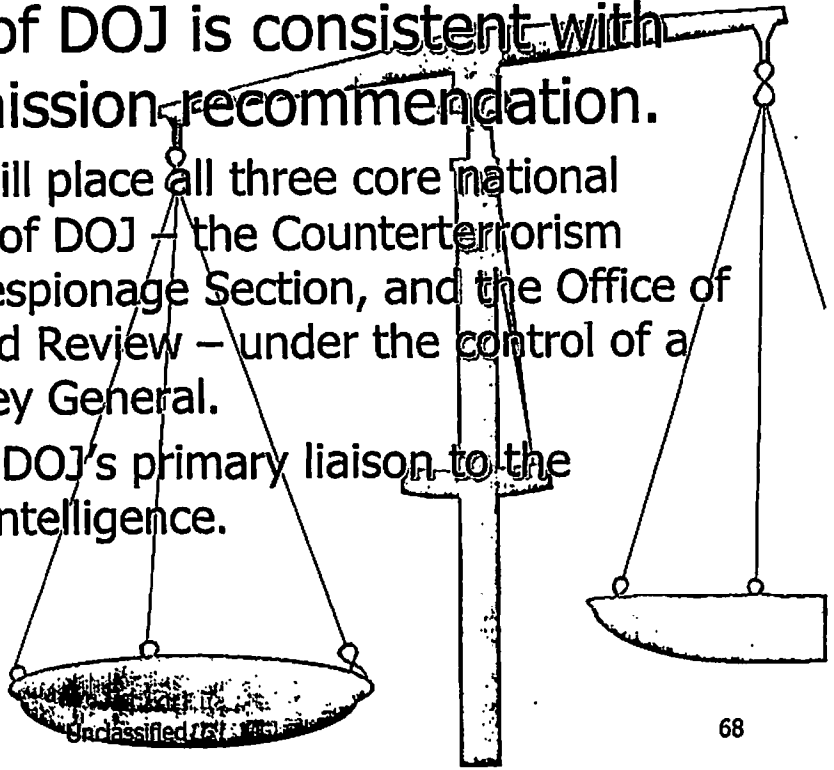 of DOJ is consistent with
ission recommendation.
ill place all three core national
of DOJ – the Counterterrorism
espionage Section, and the Office of
d Review – under the control of a
ey General.
DOJ's primary liaison to the
ntelligence.
Unclassified
68